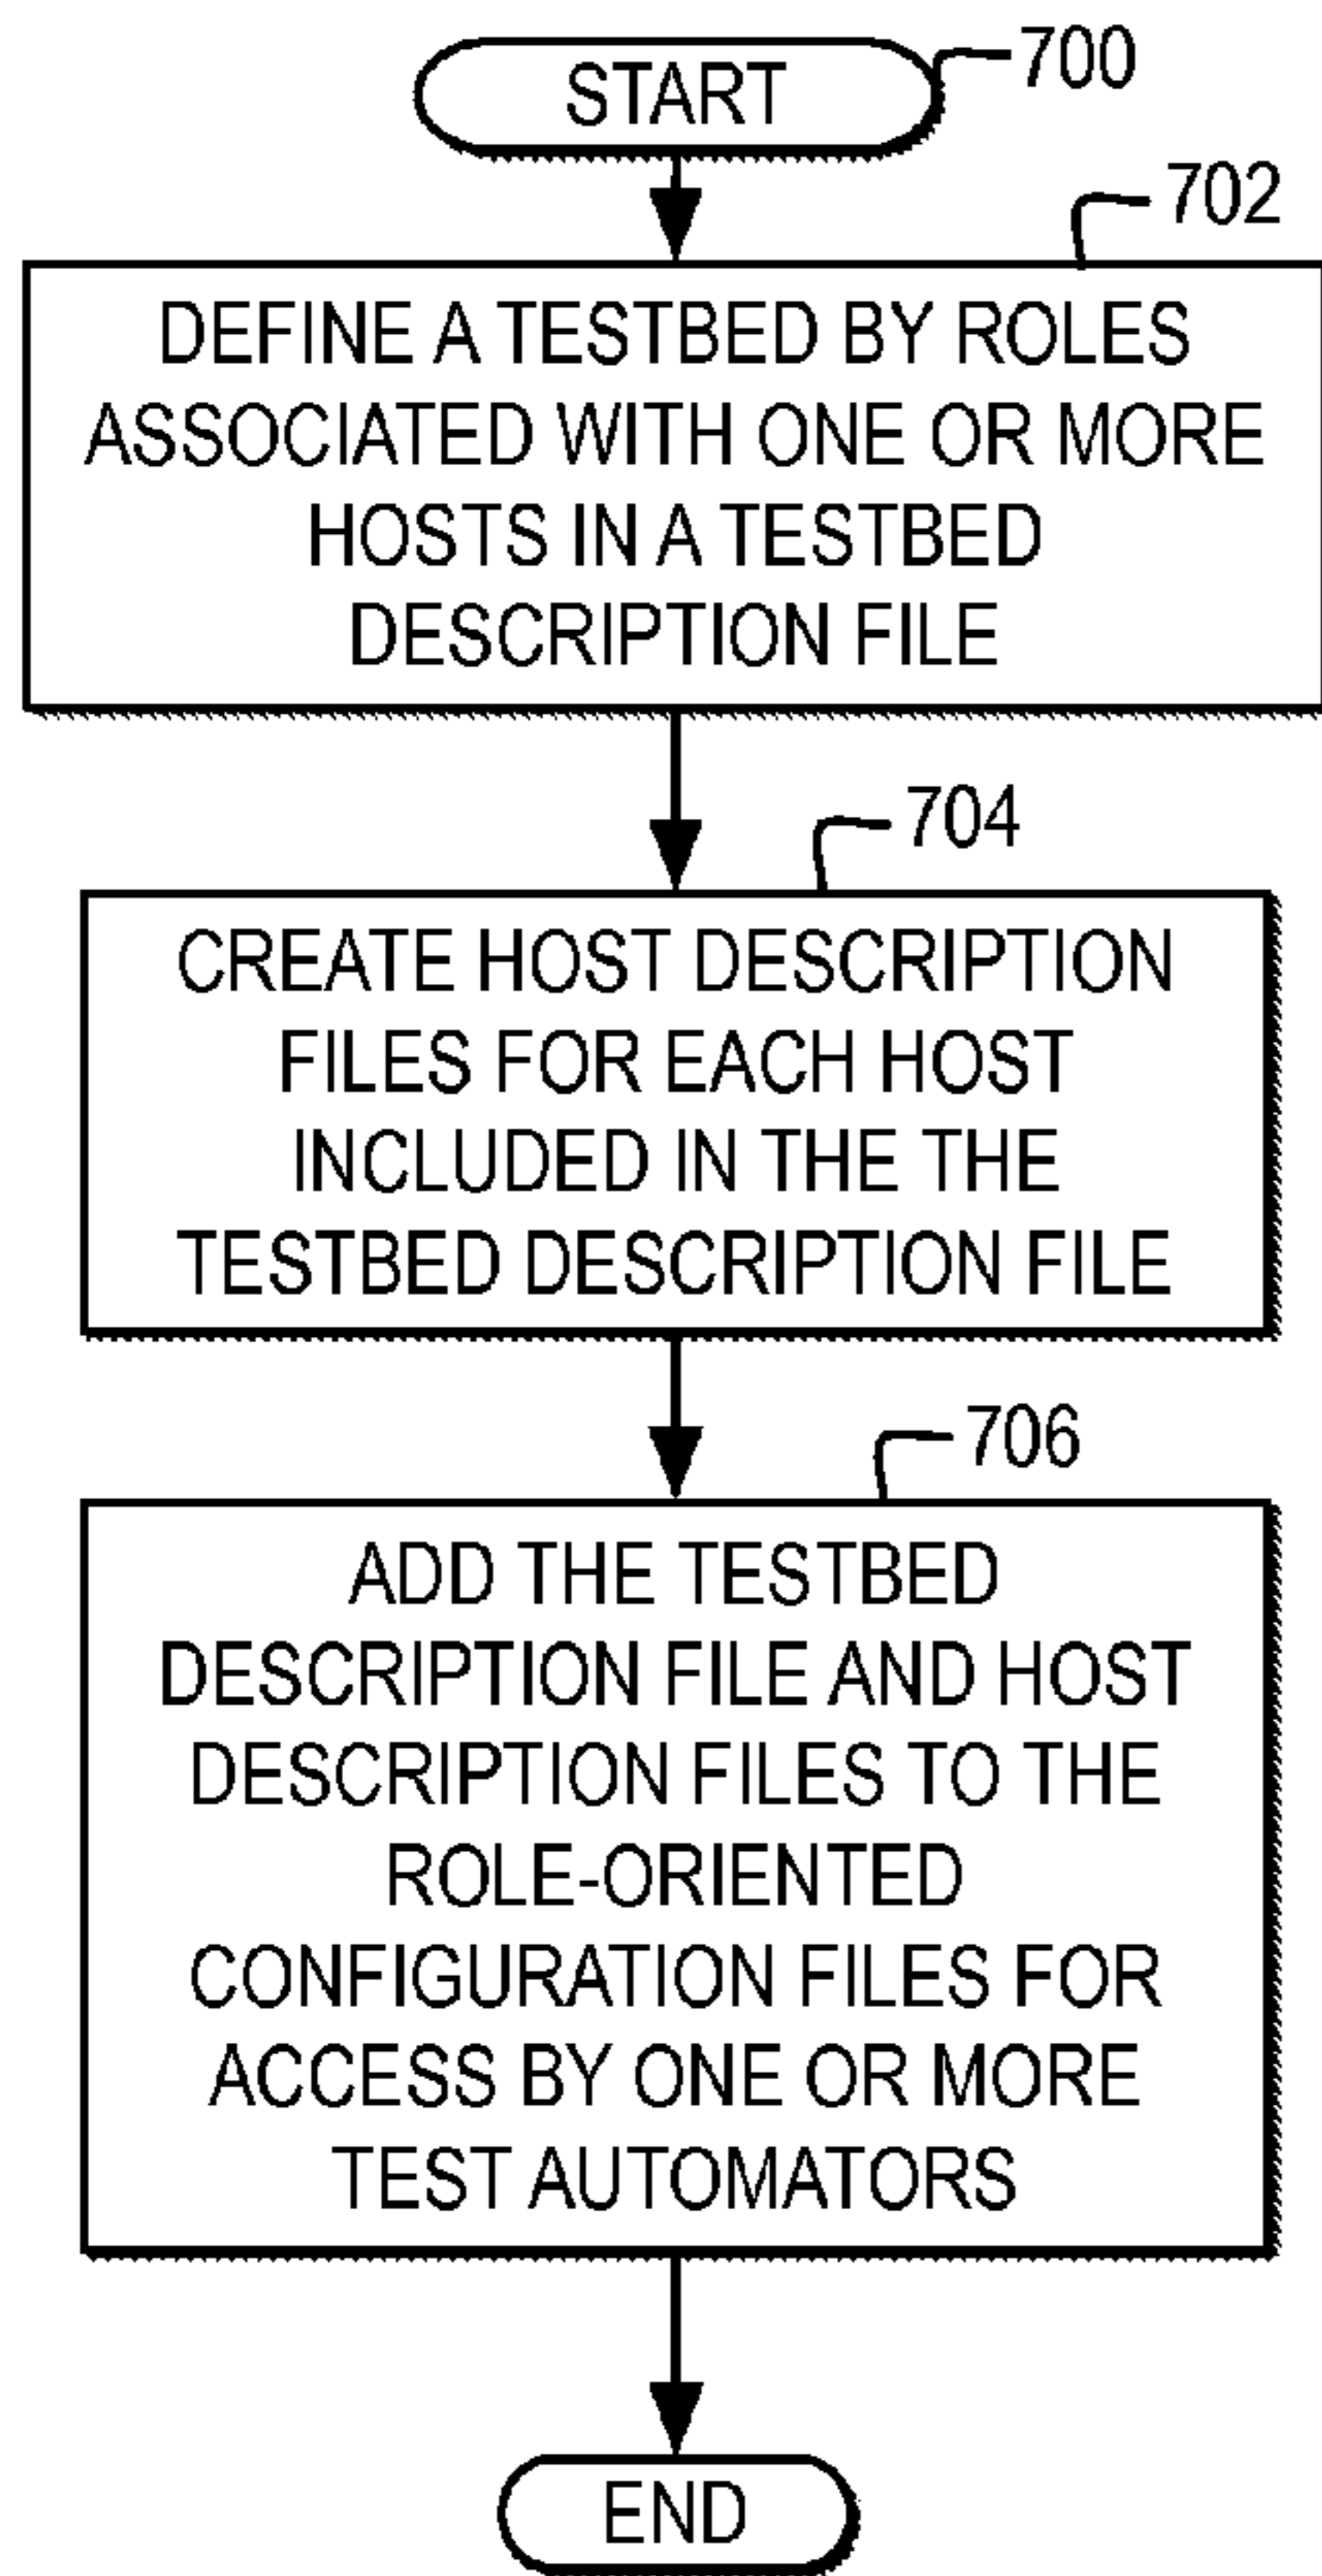 START
700
702
DEFINE A TESTBED BY ROLES
ASSOCIATED WITH ONE OR MORE
HOSTS IN A TESTBED
DESCRIPTION FILE
704
CREATE HOST DESCRIPTION
FILES FOR EACH HOST
INCLUDED IN THE THE
TESTBED DESCRIPTION FILE
706
ADD THE TESTBED
DESCRIPTION FILE AND HOST
DESCRIPTION FILES TO THE
ROLE-ORIENTED
CONFIGURATION FILES FOR
ACCESS BY ONE OR MORE
TEST AUTOMATORS
END